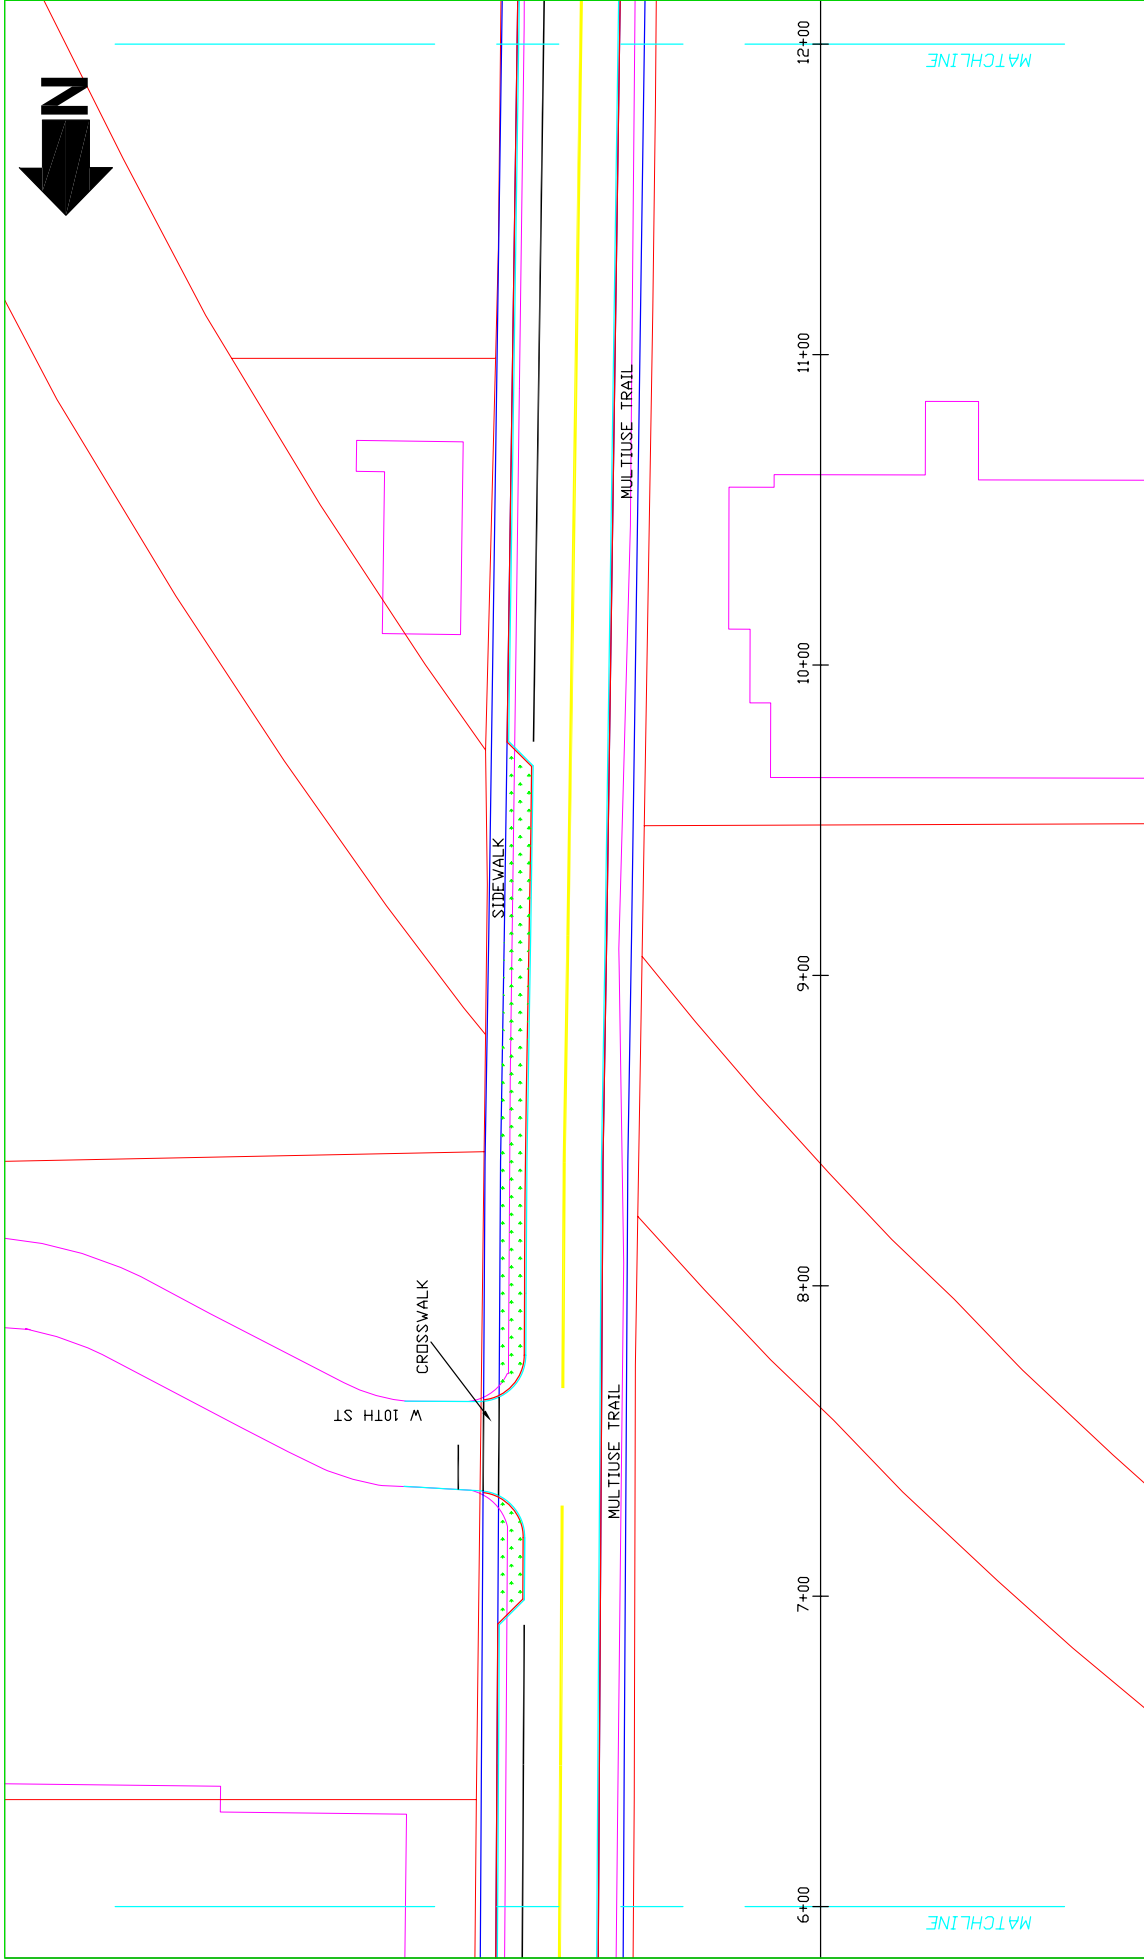 12+00
MATCHLINE
N
11+00
MULTIUSE TRAIL
10+00
SIDEWALK
9+00
8+00
CROSSWALK
W 10TH ST
MULTIUSE TRAIL
7+00
6+00
MATCHLINE